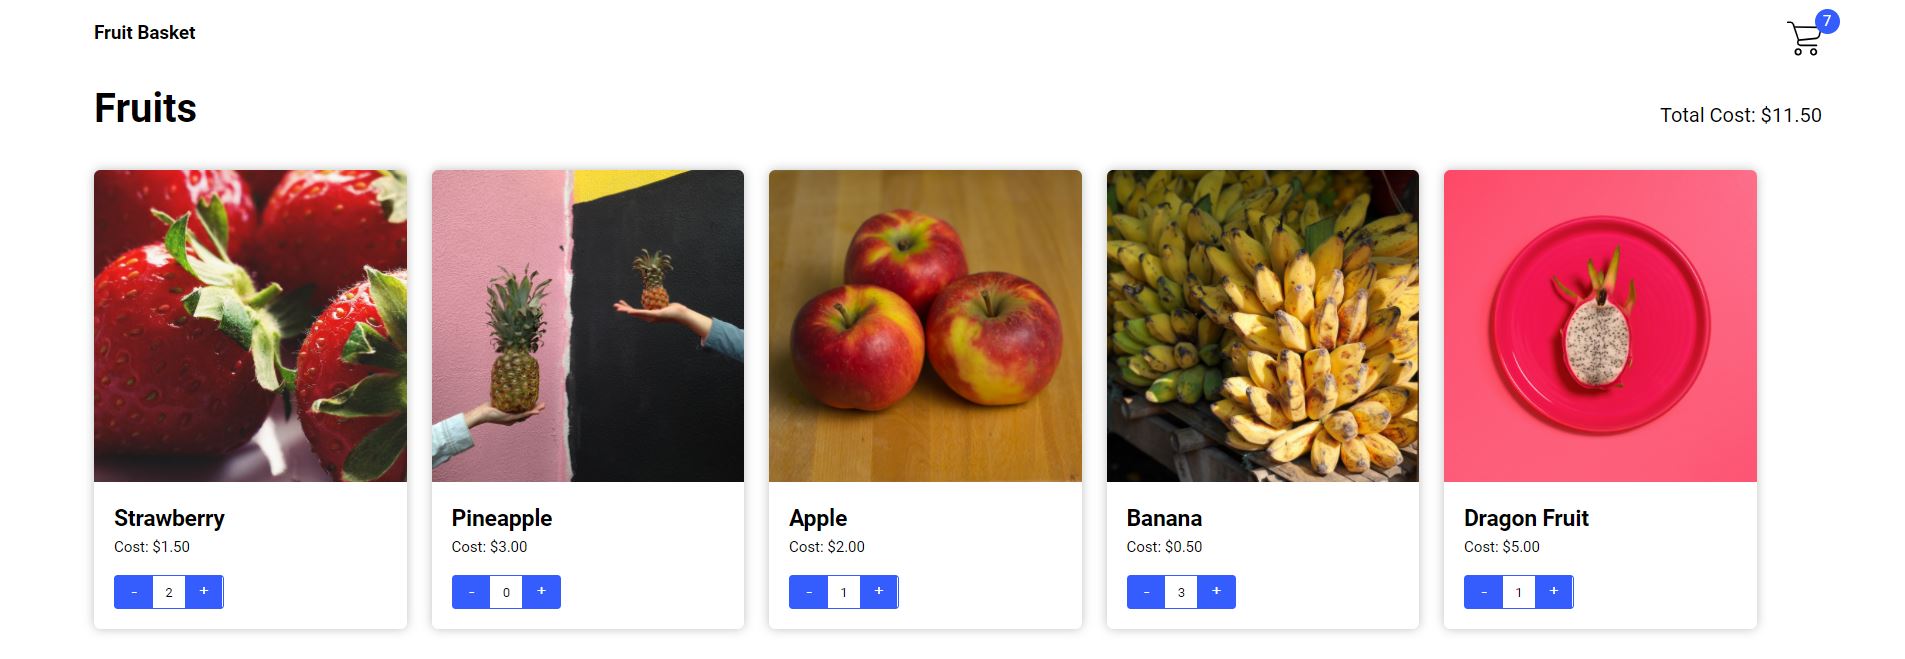 Fruit Basket
7
Fruits
Total Cost: $11.50
Strawberry
Cost: $1.50
- 2 +
Pineapple
Cost: $3.00
- 0 +
Apple
Cost: $2.00
- 1 +
Banana
Cost: $0.50
- 3 +
Dragon Fruit
Cost: $5.00
- 1 +